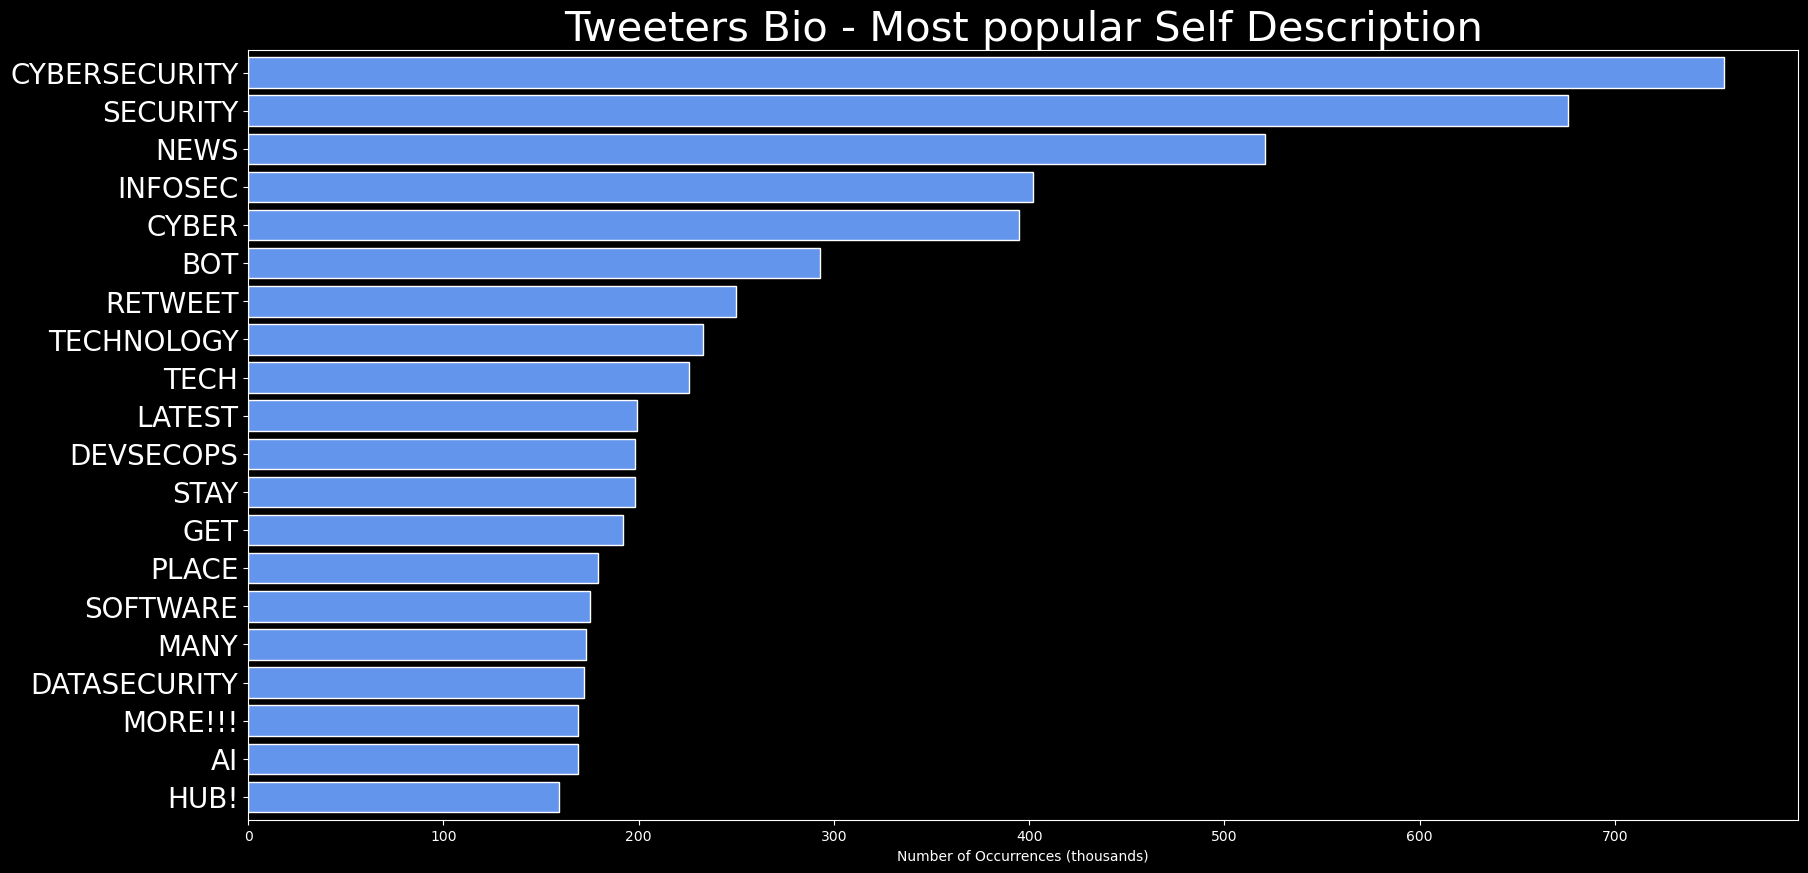 Tweeters Bio - Most popular Self Description
CYBERSECURITY
SECURITY
NEWS
INFOSEC
CYBER
BOT
RETWEET
TECHNOLOGY
TECH
LATEST
DEVSECOPS
STAY
GET
PLACE
SOFTWARE
MANY
DATASECURITY
MORE!!!
AI
HUB!
0 100 200 300 400 500 600 700
Number of Occurrences (thousands)